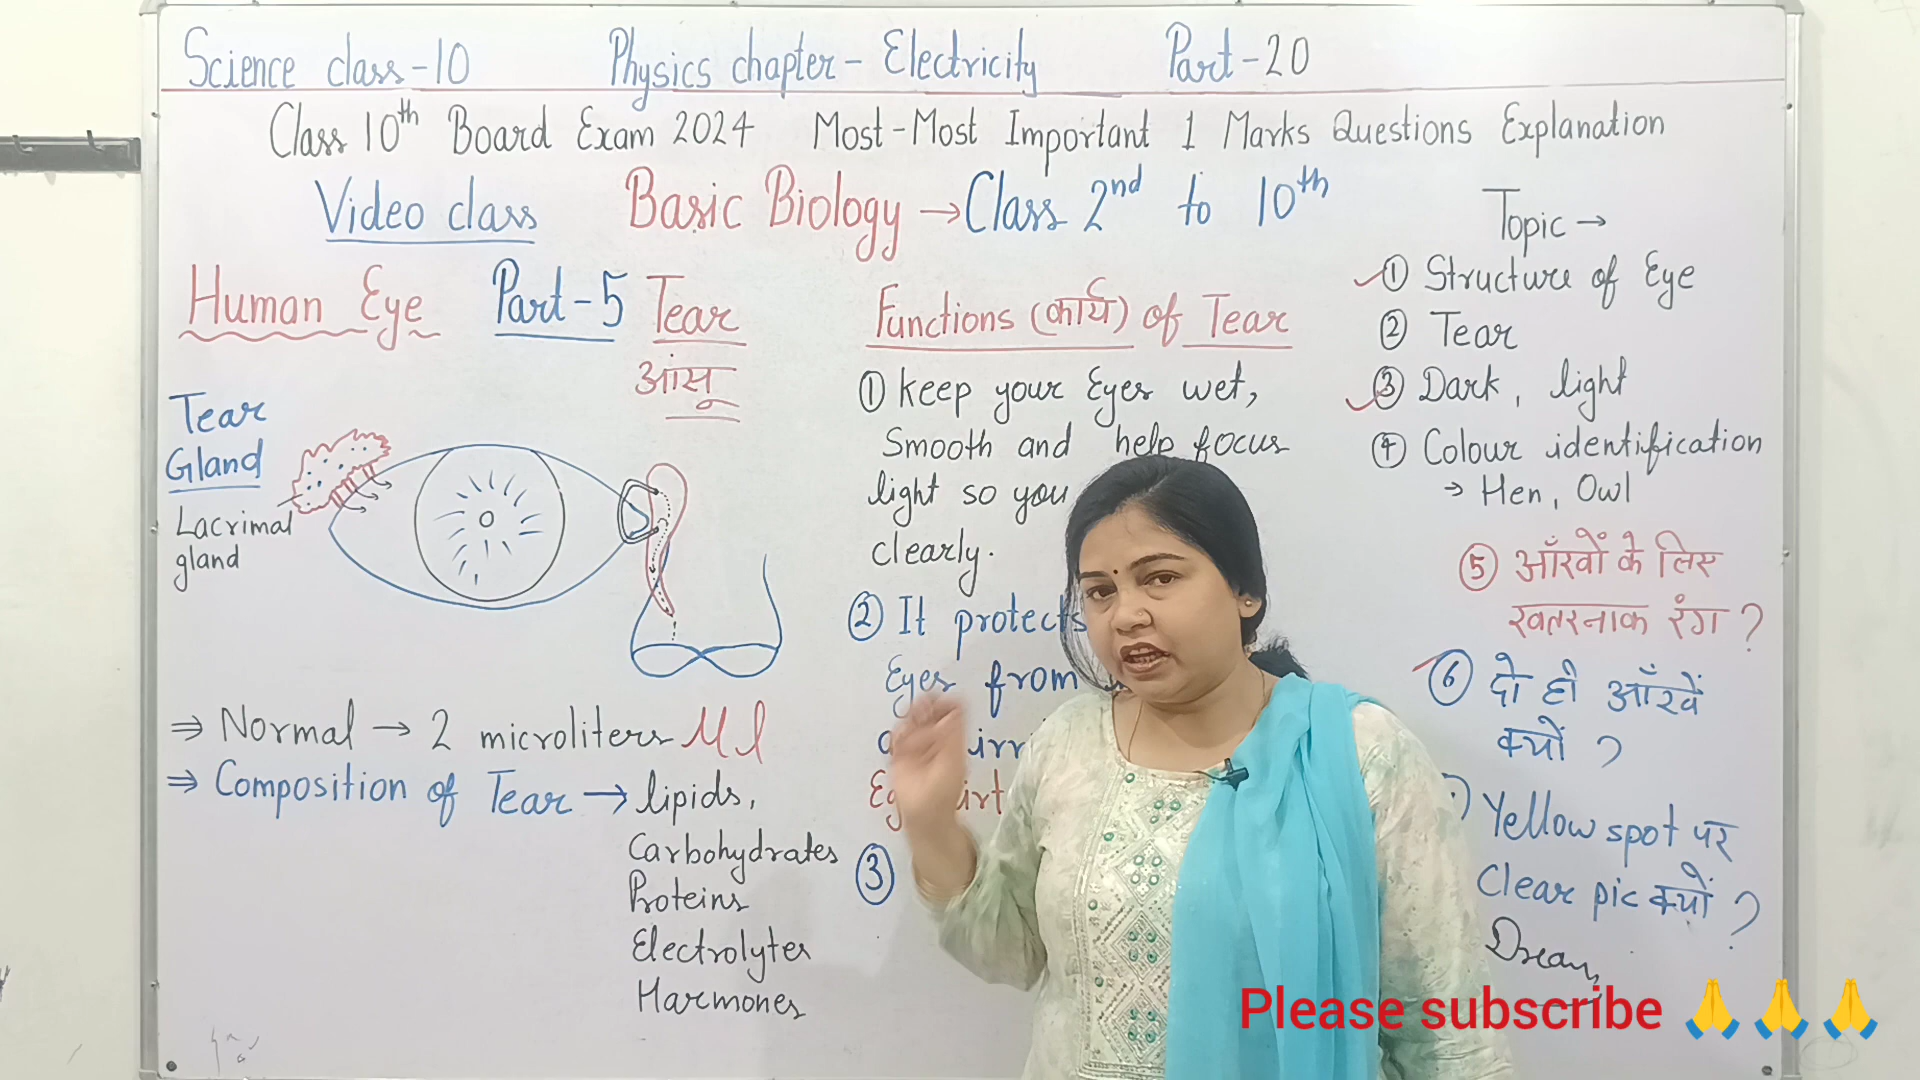 Science class-10 Physics chapter- Electricity Part-20
Class 10th Board Exam 2024 Most-Most Important 1 Marks Questions Explanation
Video class Basic Biology → Class 2nd to 10th
Human Eye Part-5 Tear
आंसू
Tear
Gland
Lacrimal
gland
⇒ Normal → 2 microliters Ml
⇒ Composition of Tear → lipids,
Carbohydrates
Proteins
Electrolytes
Harmones
Functions (कार्य) of Tear
① Keep your Eyes wet,
Smooth and help focus
light so you
clearly.
② It protects
Eyes from
③
Topic →
① Structure of Eye
② Tear
③ Dark, light
④ Colour identification
→ Hen, Owl
⑤ आँखों के लिए
खतरनाक रंग ?
⑥ दो ही आँखें
क्यों ?
Yellow spot पर
Clear pic क्यों ?
Please subscribe 🙏 🙏 🙏